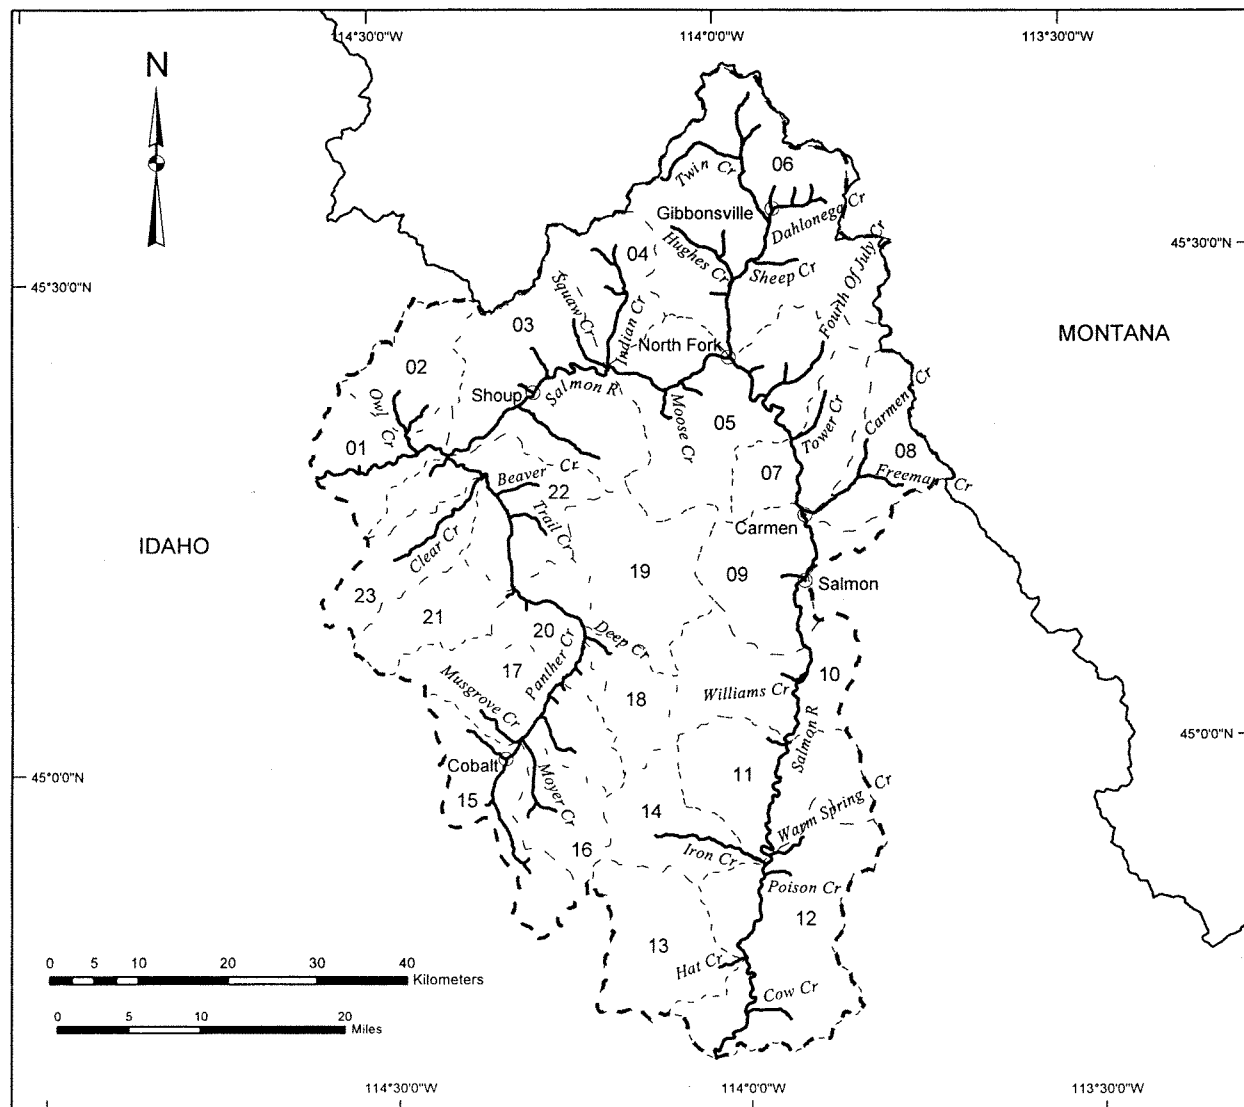 114°30'0"W
114°0'0"W
113°30'0"W
N
06
Twin Cr
Gibbonsville
Dahlonega Cr
04
Hughes Cr
Sheep Cr
Fourth Of July Cr
45°30'0"N
45°30'0"N
Squaw Cr
Indian Cr
03
North Fork
MONTANA
02
Shoup
Salmon R
Moose Cr
05
Tower Cr
Carmen Cr
Owl Cr
01
08
Freeman Cr
Beaver Cr
22
07
Trail Cr
Carmen
IDAHO
Clear Cr
19
09
Salmon
23
21
20
Deep Cr
Panther Cr
17
Musgrove Cr
18
Williams Cr
10
Salmon R
45°0'0"N
45°0'0"N
Cobalt
15
Moyer Cr
11
14
Warm Spring Cr
16
Iron Cr
Poison Cr
12
13
Hat Cr
Cow Cr
0 5 10 20 30 40
Kilometers
0 5 10 20
Miles
114°30'0"W
114°0'0"W
113°30'0"W